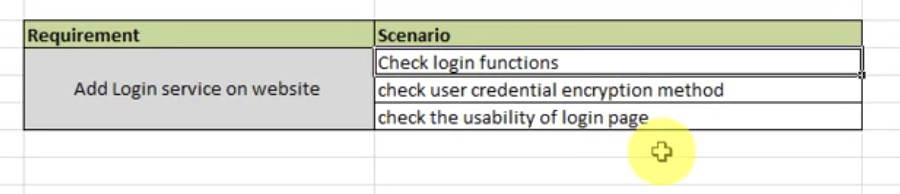 Requirement
Scenario
Add Login service on website
Check login functions
check user credential encryption method
check the usability of login page